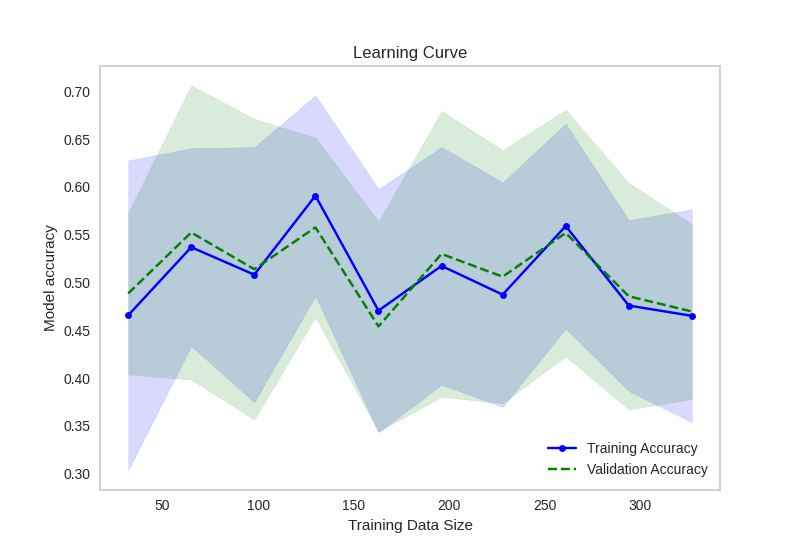 Learning Curve
0.70
0.65
0.60
0.55
0.50
0.45
0.40
0.35
0.30
Model accuracy
Training Accuracy
Validation Accuracy
50 100 150 200 250 300
Training Data Size